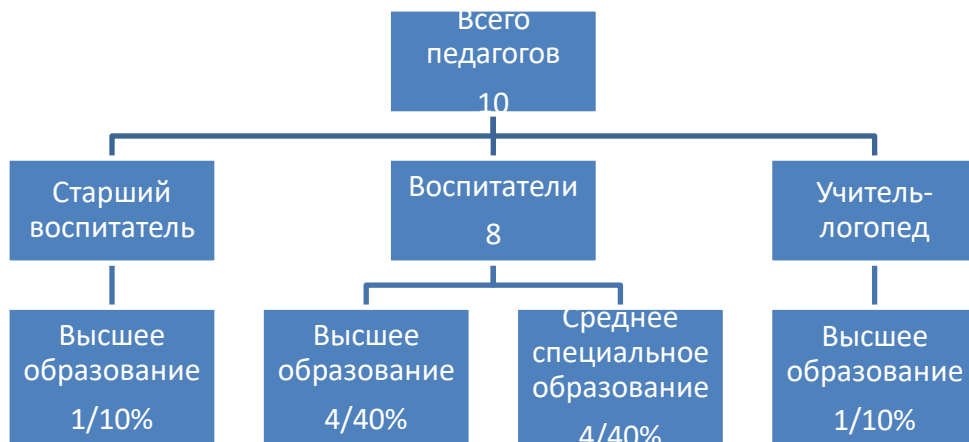 Всего
педагогов
10
Старший
воспитатель
Воспитатели
8
Учитель-
логопед
Высшее
образование
1/10%
Высшее
образование
4/40%
Среднее
специальное
образование
4/40%
Высшее
образование
1/10%